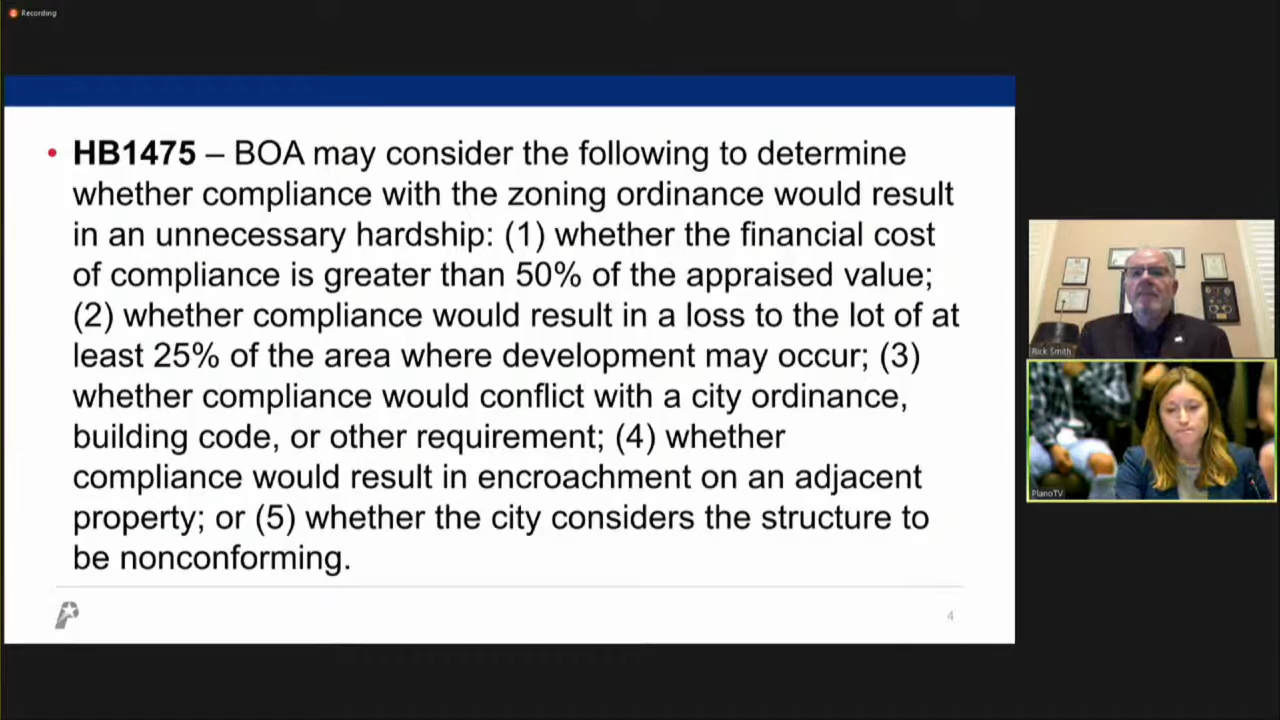 Recording
• HB1475 – BOA may consider the following to determine
whether compliance with the zoning ordinance would result
in an unnecessary hardship: (1) whether the financial cost
of compliance is greater than 50% of the appraised value;
(2) whether compliance would result in a loss to the lot of at
least 25% of the area where development may occur; (3)
whether compliance would conflict with a city ordinance,
building code, or other requirement; (4) whether
compliance would result in encroachment on an adjacent
property; or (5) whether the city considers the structure to
be nonconforming.
4
Rick Smith
PlanoTV